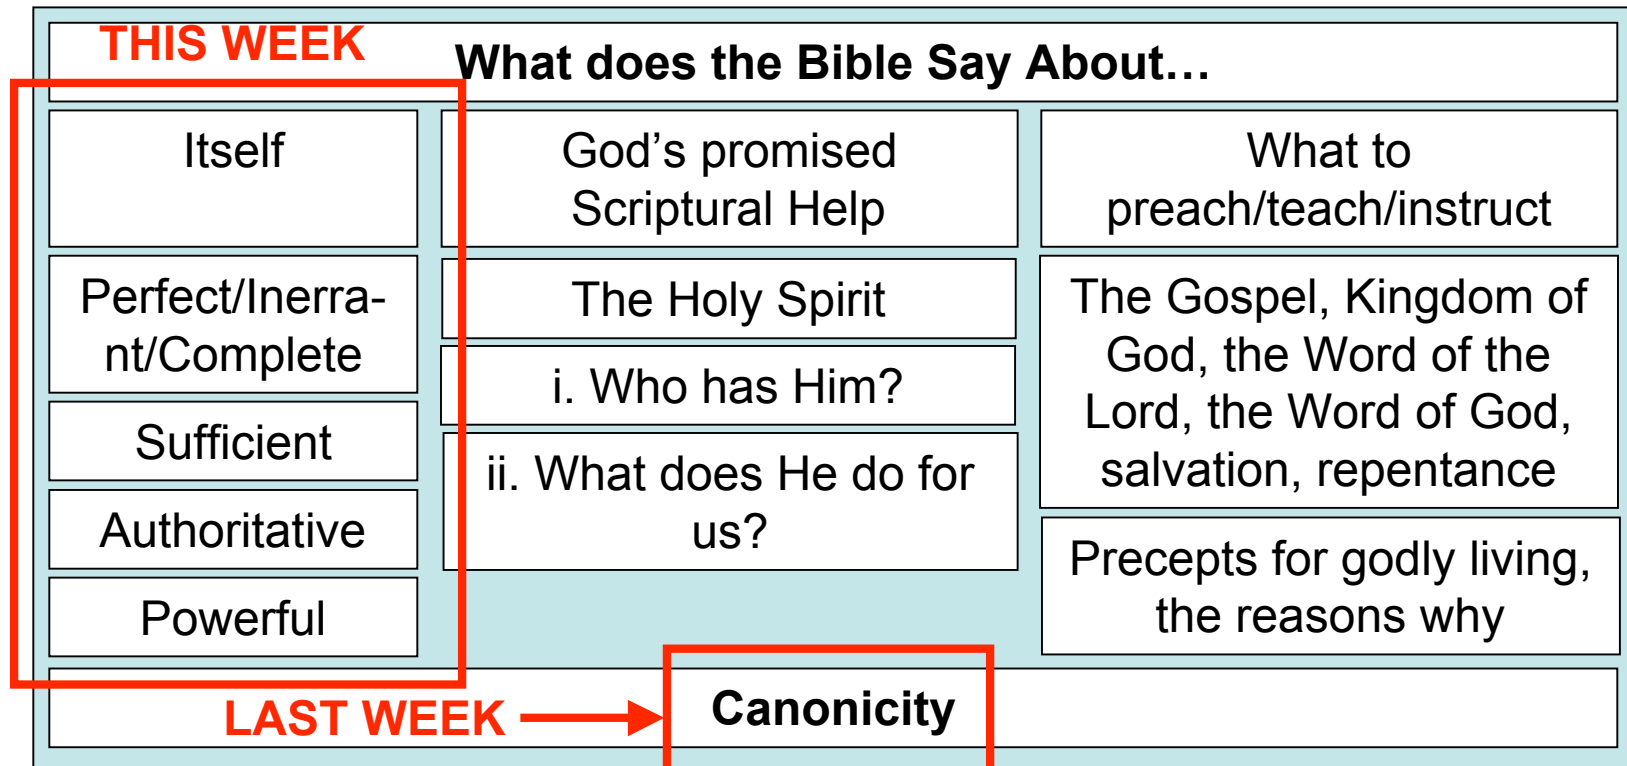 THIS WEEK
What does the Bible Say About…
Itself
Perfect/Inerra-
nt/Complete
Sufficient
Authoritative
Powerful
God’s promised
Scriptural Help
The Holy Spirit
i. Who has Him?
ii. What does He do for
us?
What to
preach/teach/instruct
The Gospel, Kingdom of
God, the Word of the
Lord, the Word of God,
salvation, repentance
Precepts for godly living,
the reasons why
LAST WEEK
Canonicity